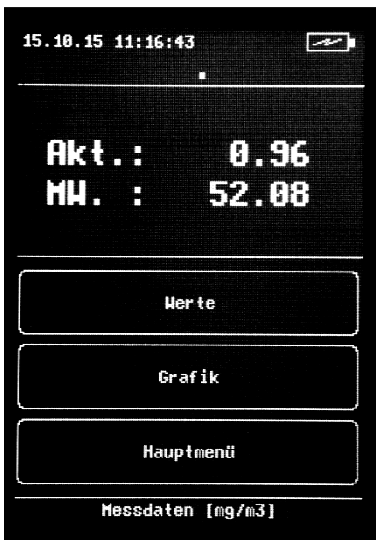 15.10.15 11:16:43
Akt.: 0.96
MW. : 52.08
Werte
Grafik
Hauptmenü
Messdaten [mg/m3]